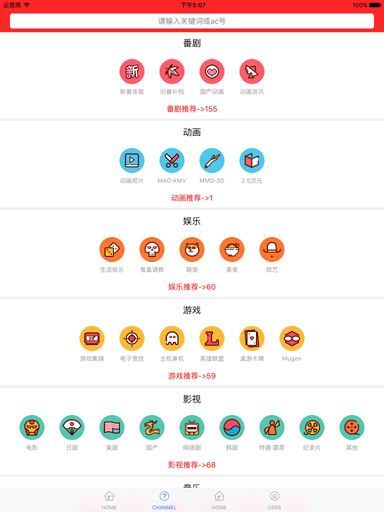 运营商 下午5:07 100%
请输入关键词或ac号
番剧
新
新番连载 旧番补档 国产动画 动画资讯
番剧推荐->155
动画
动画短片 MAD·AMV MMD·3D 2.5次元
动画推荐->1
娱乐
生活娱乐 鬼畜调教 萌宠 美食 综艺
娱乐推荐->60
游戏
游戏集锦 电子竞技 主机单机 英雄联盟 桌游卡牌 Mugen
游戏推荐->59
影视
电影 日剧 美剧 国产 网络剧 韩剧 特摄·霹雳 纪录片 其他
影视推荐->68
音乐
HOME CHANNEL HOME USER